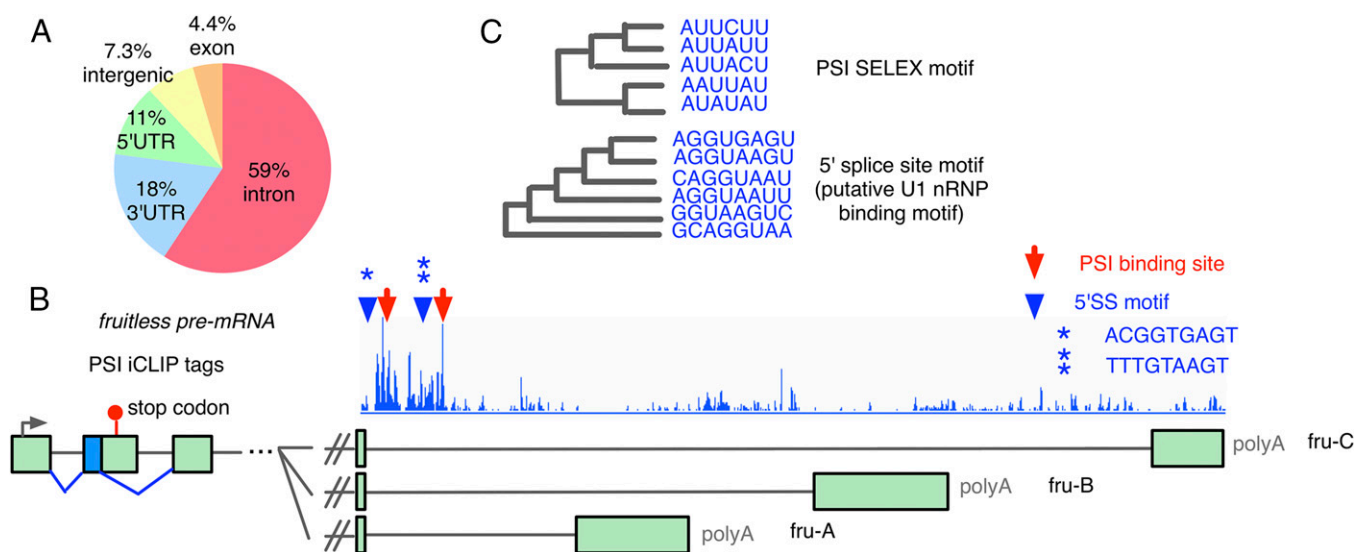 A
4.4%
exon
7.3%
intergenic
11%
5'UTR
18%
3'UTR
59%
intron
C
AUUCUU
AUUAUU
AUUACU
AAUUAU
AUAUAU
PSI SELEX motif
AGGUGAGU
AGGUAAGU
CAGGUAAU
AGGUAAUU
GGUAAGUC
GCAGGUAA
5' splice site motif
(putative U1 nRNP
binding motif)
B
fruitless pre-mRNA
PSI iCLIP tags
stop codon
*
*
*
PSI binding site
5'SS motif
* ACGGTGAGT
*
* TTTGTAAGT
...
polyA fru-C
polyA fru-B
polyA fru-A